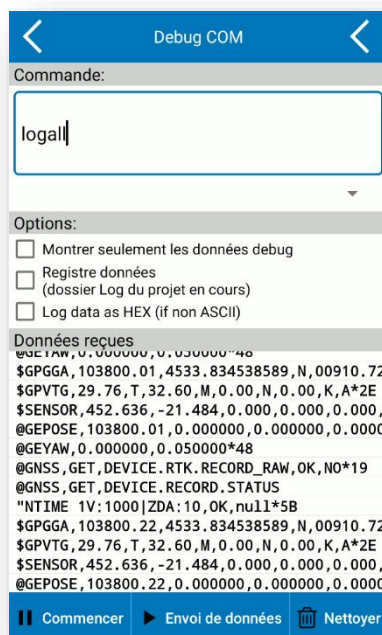 Debug COM
Commande:
logall
Options:
Montrer seulement les données debug
Registre données
(dossier Log du projet en cours)
Log data as HEX (if non ASCII)
Données reçues
@GEYAW,0.000000,0.050000*48
$GPGGA,103800.01,4533.834538589,N,00910.72
$GPVTG,29.76,T,32.60,M,0.00,N,0.00,K,A*2E
$SENSOR,452.636,-21.484,0.000,0.000,0.000,
@GEPOSE,103800.01,0.000000,0.000000,0.0000
@GEYAW,0.000000,0.050000*48
@GNSS,GET,DEVICE.RTK.RECORD_RAW,OK,NO*19
@GNSS,GET,DEVICE.RECORD.STATUS
"NTIME 1V:1000|ZDA:10,OK,null*5B
$GPGGA,103800.22,4533.834538589,N,00910.72
$GPVTG,29.76,T,32.60,M,0.00,N,0.00,K,A*2E
$SENSOR,452.636,-21.484,0.000,0.000,0.000,
@GEPOSE,103800.22,0.000000,0.000000,0.0000
Commencer Envoi de données Nettoyer